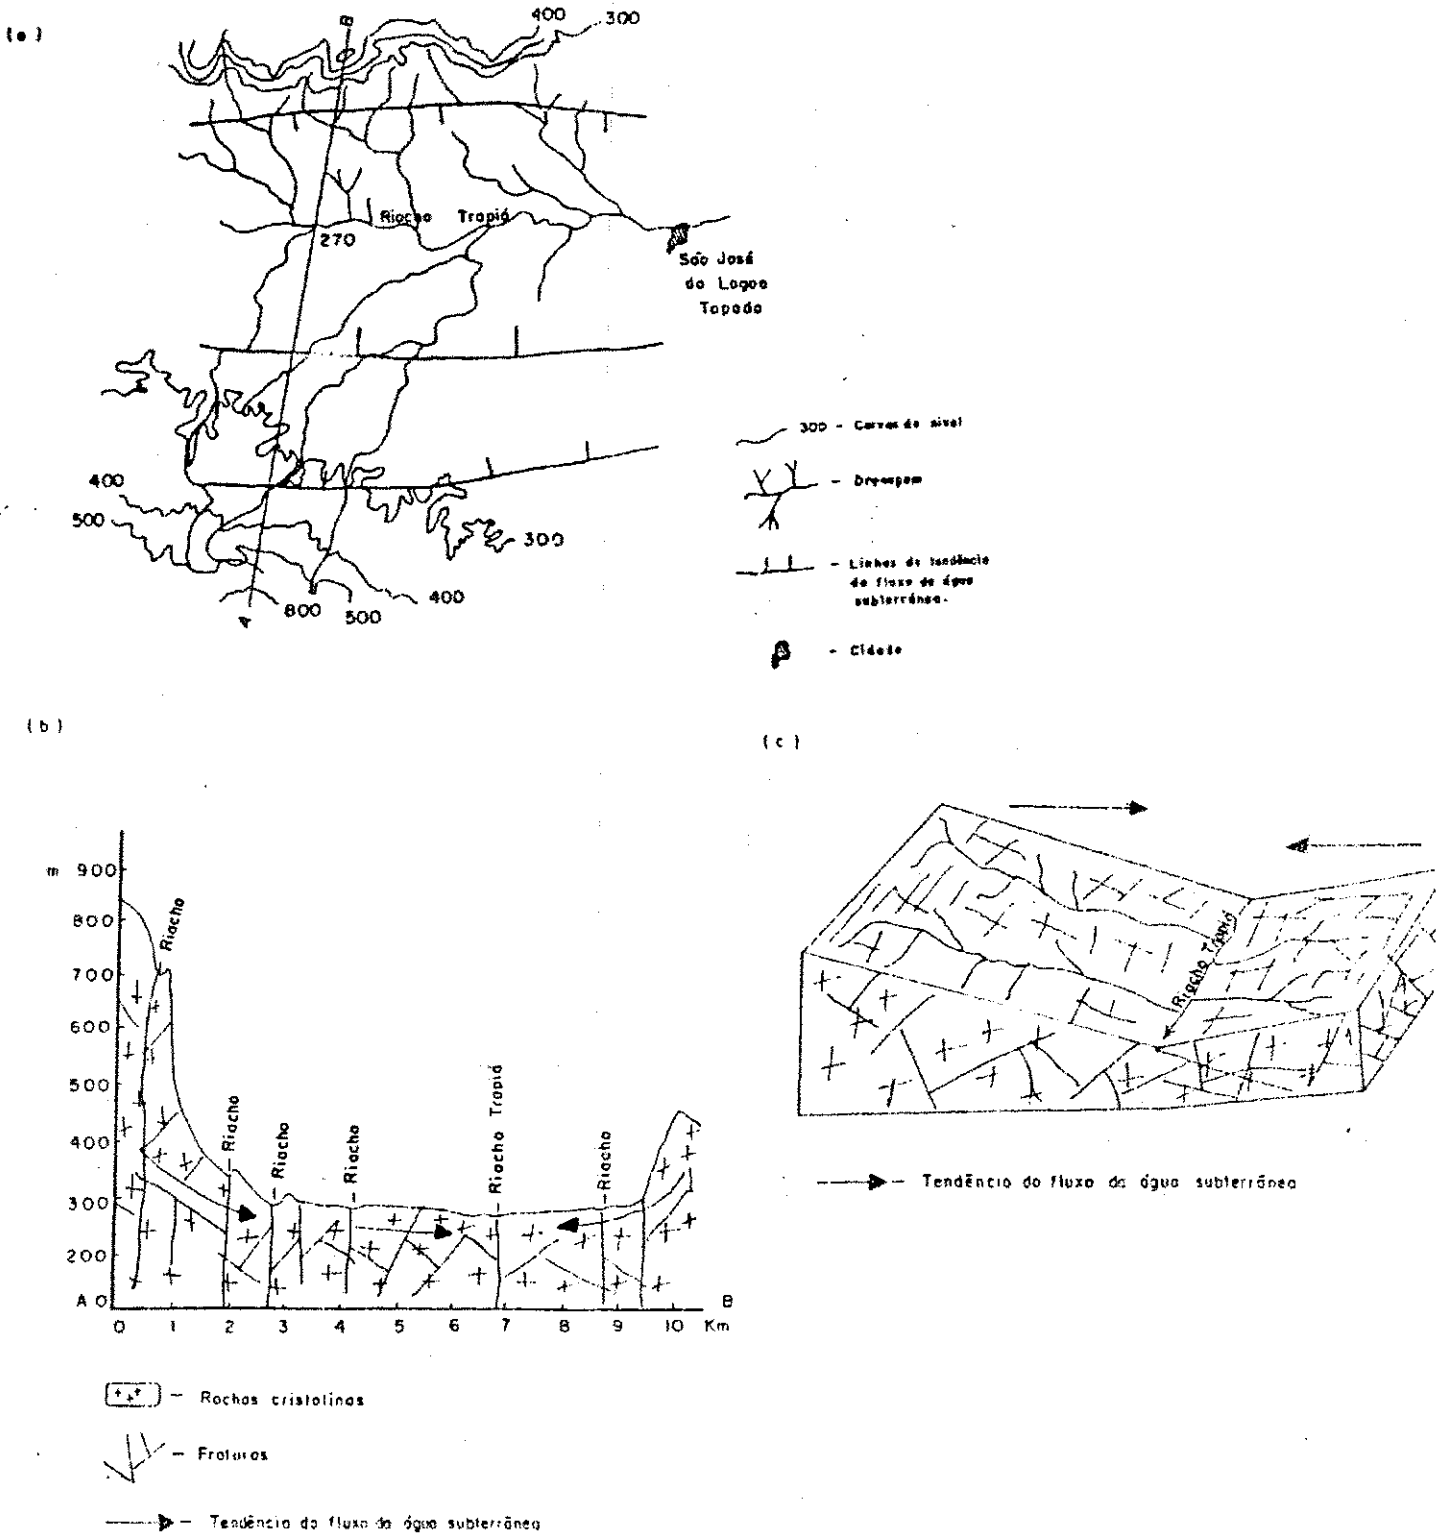 (a)
B
400
300
Riacho Trapiá
270
São José
da Lagoa
Tapada
400
500
300
400
800
500
A
300 - Curvas de nível
- Drenagem
- Linhas de tendência
de fluxo de água
subterrânea.
- Cidade
(b)
m 900
800
700
600
500
400
300
200
A 0
Riacho
Riacho
Riacho
Riacho
Riacho Trapiá
Riacho
B
0 1 2 3 4 5 6 7 8 9 10 Km
- Rochas cristalinas
- Fraturas
- Tendência do fluxo da água subterrânea
(c)
Riacho Trapiá
- Tendência do fluxo da água subterrânea